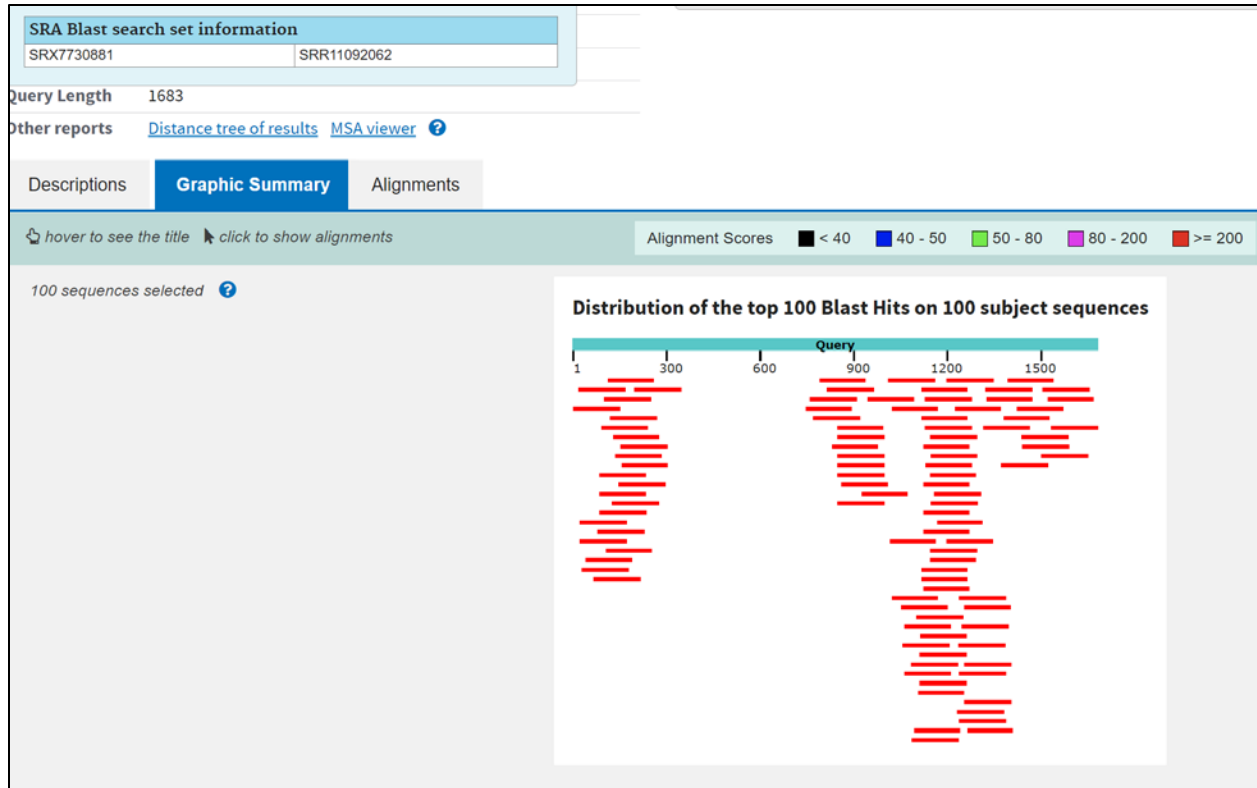 SRA Blast search set information
SRX7730881 SRR11092062
Query Length 1683
Other reports Distance tree of results MSA viewer ?
Descriptions Graphic Summary Alignments
hover to see the title click to show alignments Alignment Scores < 40 40 - 50 50 - 80 80 - 200 >= 200
100 sequences selected ?
Distribution of the top 100 Blast Hits on 100 subject sequences
Query
1 300 600 900 1200 1500